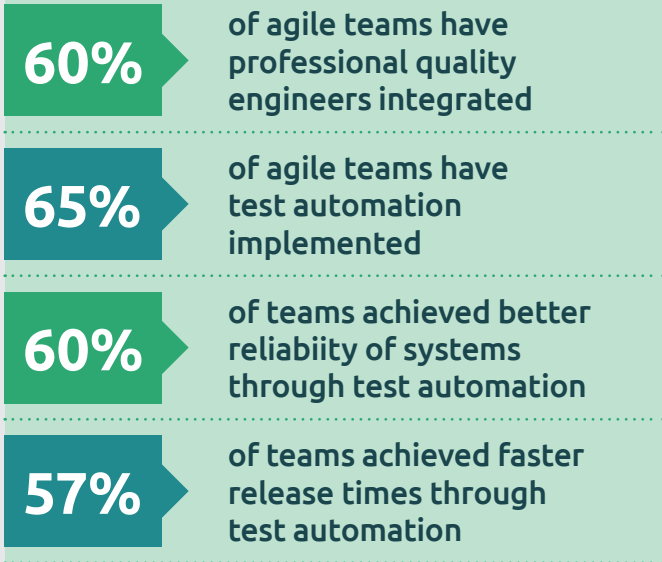 60%
of agile teams have
professional quality
engineers integrated
65%
of agile teams have
test automation
implemented
60%
of teams achieved better
reliabiity of systems
through test automation
57%
of teams achieved faster
release times through
test automation